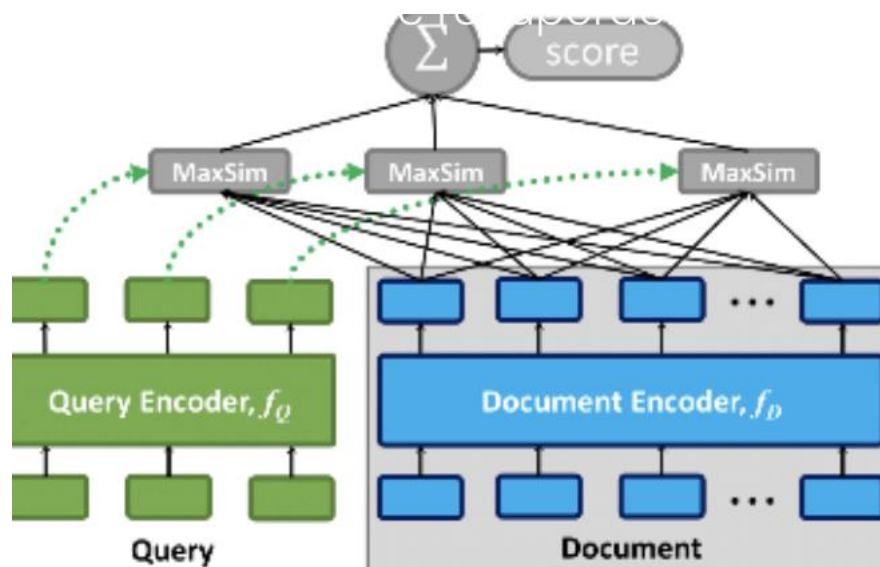 Σ score
MaxSim MaxSim MaxSim
Query Encoder, f_Q Document Encoder, f_D
Query Document